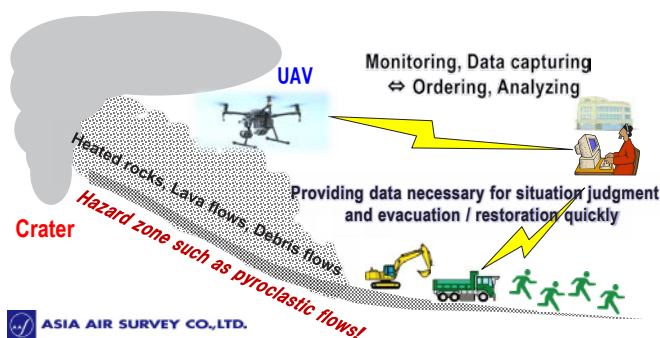 UAV
Monitoring, Data capturing
⇔ Ordering, Analyzing
Heated rocks, Lava flows, Debris flows
Providing data necessary for situation judgment
and evacuation / restoration quickly
Crater
Hazard zone such as pyroclastic flows!
ASIA AIR SURVEY CO.,LTD.